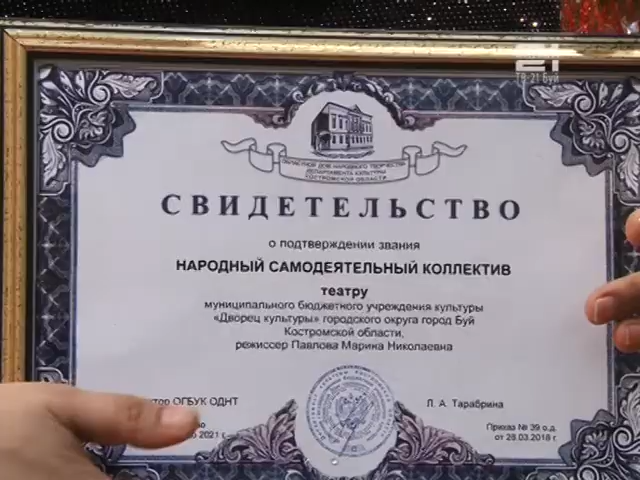 ТВ-21 Буй
ОБЛАСТНОЙ ДОМ НАРОДНОГО ТВОРЧЕСТВА
ДЕПАРТАМЕНТА КУЛЬТУРЫ
КОСТРОМСКОЙ ОБЛАСТИ
СВИДЕТЕЛЬСТВО
о подтверждении звания
НАРОДНЫЙ САМОДЕЯТЕЛЬНЫЙ КОЛЛЕКТИВ
театру
муниципального бюджетного учреждения культуры
«Дворец культуры» городского округа город Буй
Костромской области,
режиссер Павлова Марина Николаевна
ОГБУК ОДНТ
Л. А. Тарабрина
2021 г.
Приказ № 39 о.д.
от 28.03.2018 г.